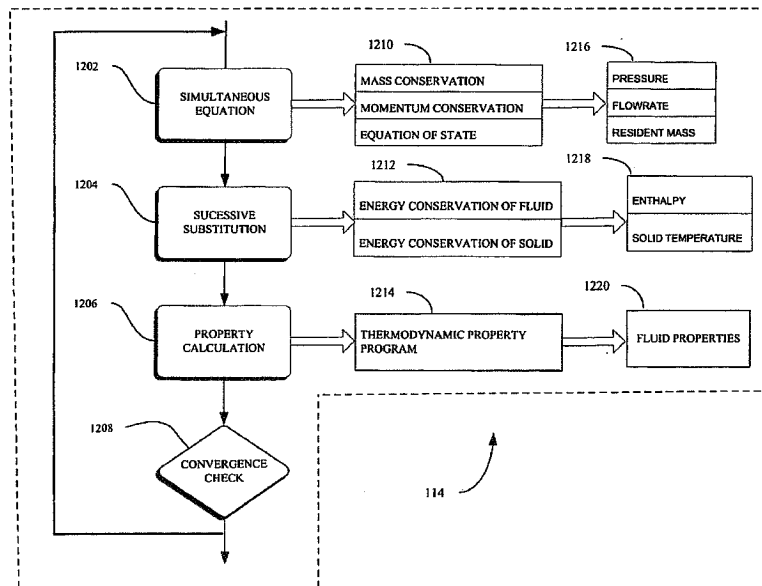 1202
SIMULTANEOUS
EQUATION
1210
MASS CONSERVATION
MOMENTUM CONSERVATION
EQUATION OF STATE
1216
PRESSURE
FLOWRATE
RESIDENT MASS
1204
SUCESSIVE
SUBSTITUTION
1212
ENERGY CONSERVATION OF FLUID
ENERGY CONSERVATION OF SOLID
1218
ENTHALPY
SOLID TEMPERATURE
1206
PROPERTY
CALCULATION
1214
THERMODYNAMIC PROPERTY
PROGRAM
1220
FLUID PROPERTIES
1208
CONVERGENCE
CHECK
114